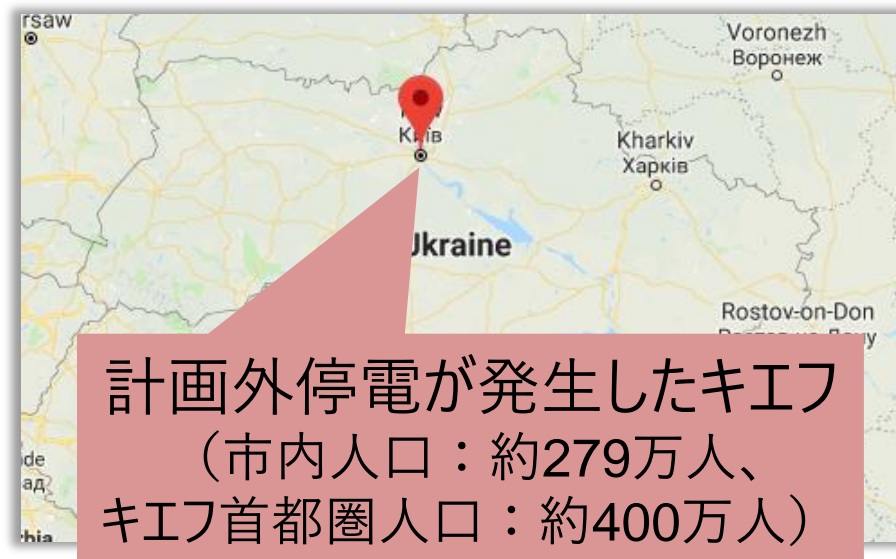 Voronezh
Воронеж
Київ
Kharkiv
Харків
Ukraine
Rostov-on-Don
計画外停電が発生したキエフ
（市内人口：約279万人、
キエフ首都圏人口：約400万人）